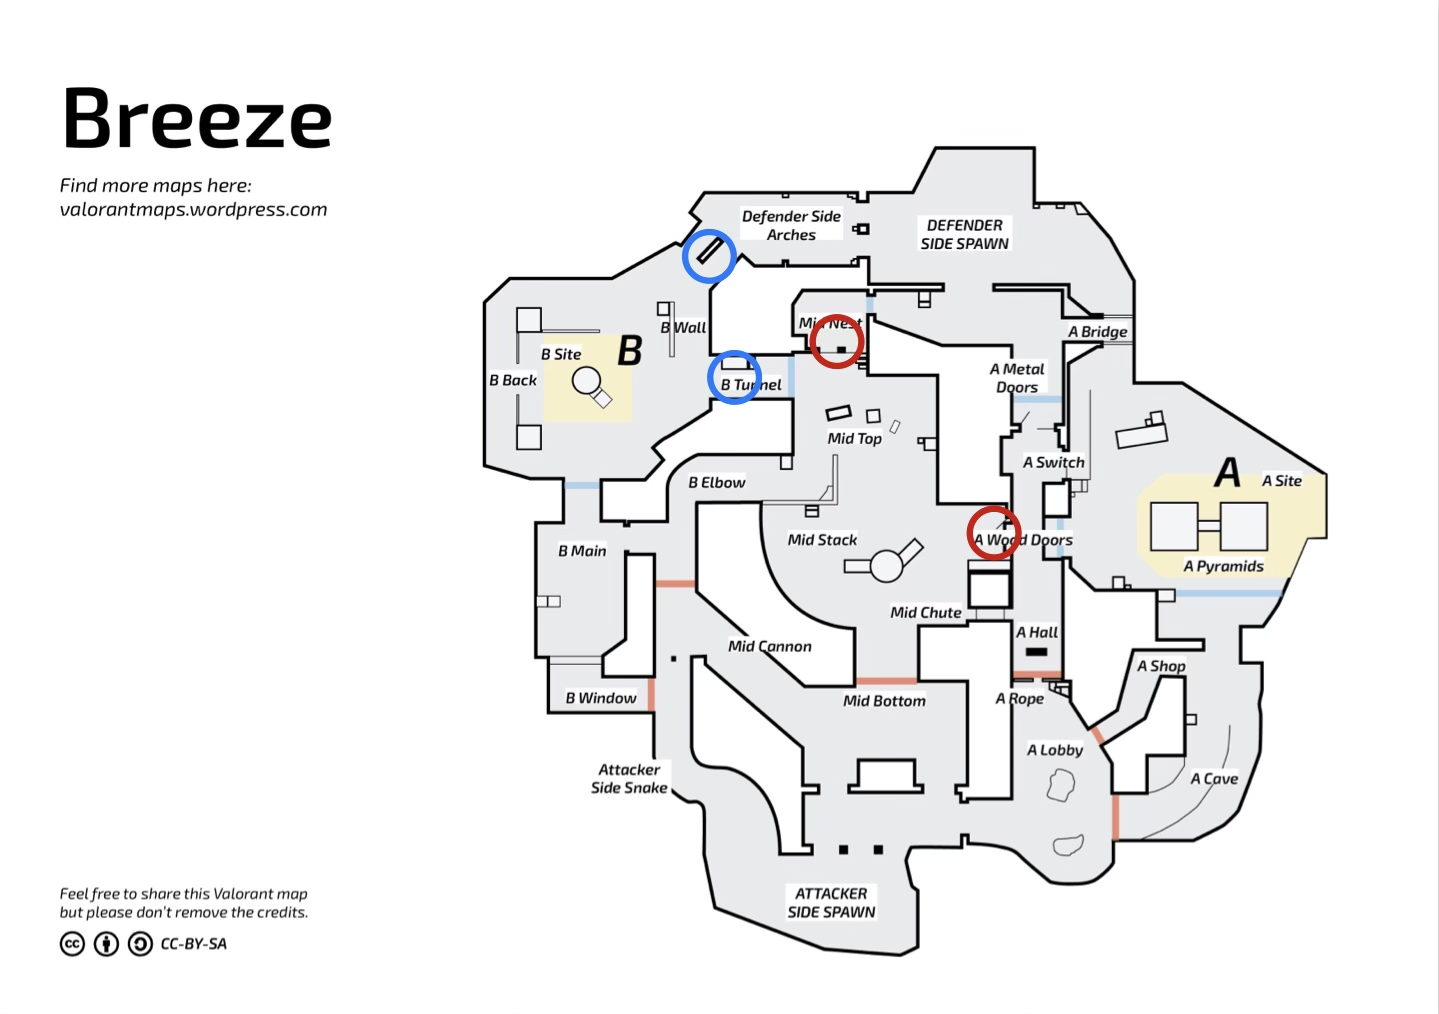 Breeze
Find more maps here:
valorantmaps.wordpress.com
Defender Side
Arches
DEFENDER
SIDE SPAWN
Mid Nest
B Wall
A Bridge
B Site
B
B Back
B Tunnel
A Metal
Doors
Mid Top
A Switch
A
A Site
B Elbow
Mid Stack
A Wood Doors
B Main
A Pyramids
Mid Chute
A Hall
Mid Cannon
A Shop
B Window
Mid Bottom
A Rope
A Lobby
Attacker
Side Snake
A Cave
ATTACKER
SIDE SPAWN
Feel free to share this Valorant map
but please don't remove the credits.
cc CC-BY-SA